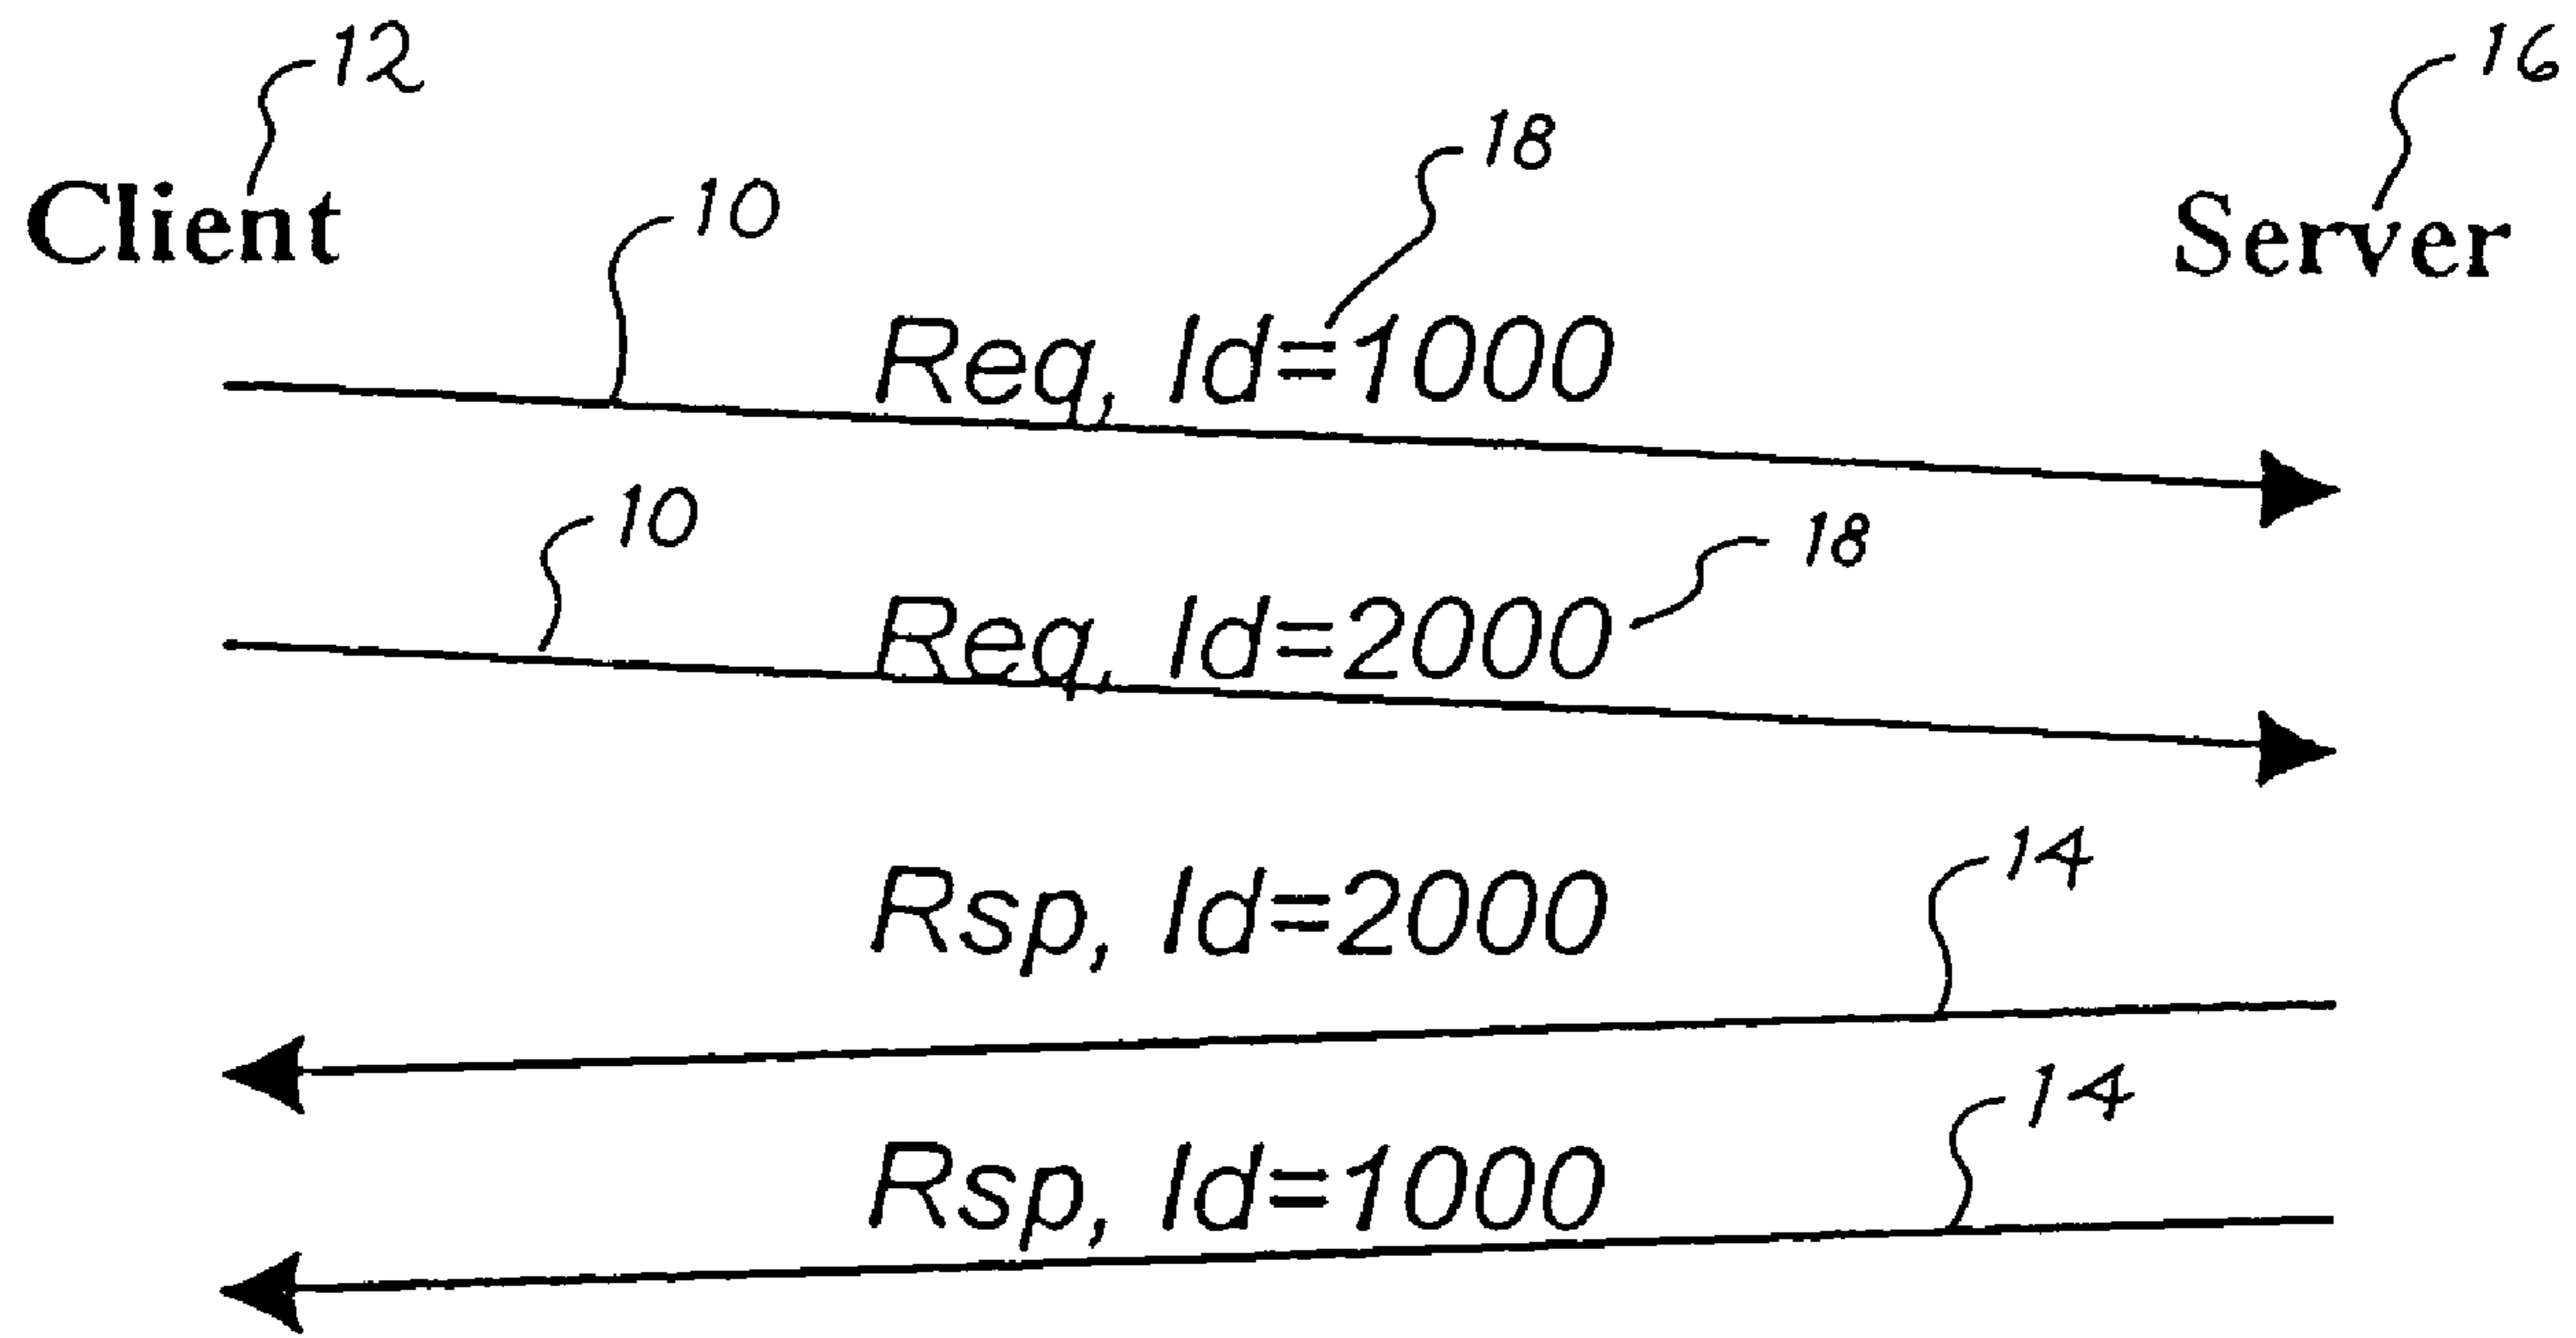 12
16
18
Client
10
Server
Req, Id=1000
10
18
Req, Id=2000
14
Rsp, Id=2000
14
Rsp, Id=1000